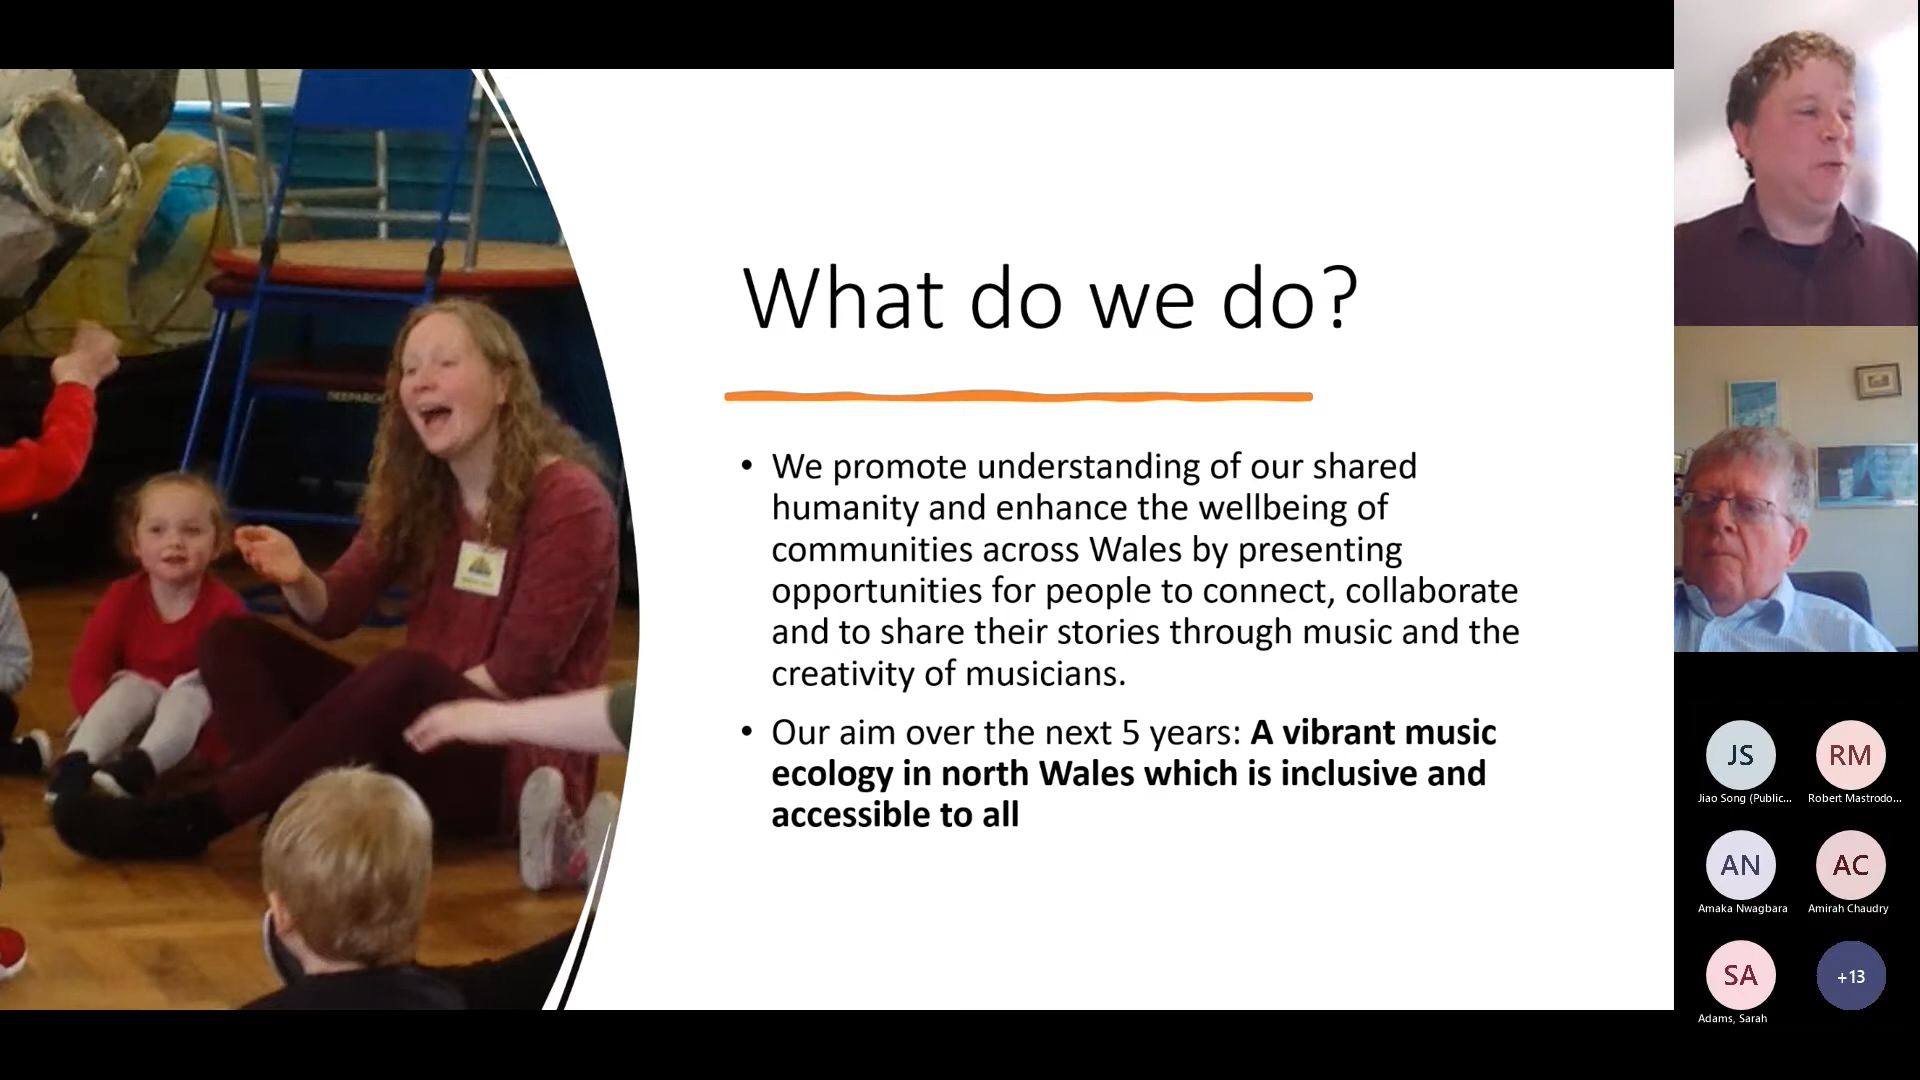 What do we do?
• We promote understanding of our shared
humanity and enhance the wellbeing of
communities across Wales by presenting
opportunities for people to connect, collaborate
and to share their stories through music and the
creativity of musicians.
• Our aim over the next 5 years: A vibrant music
ecology in north Wales which is inclusive and
accessible to all
JS
RM
Jiao Song (Public...
Robert Mastrodo...
AN
AC
Amaka Nwagbara
Amirah Chaudry
SA
+13
Adams, Sarah